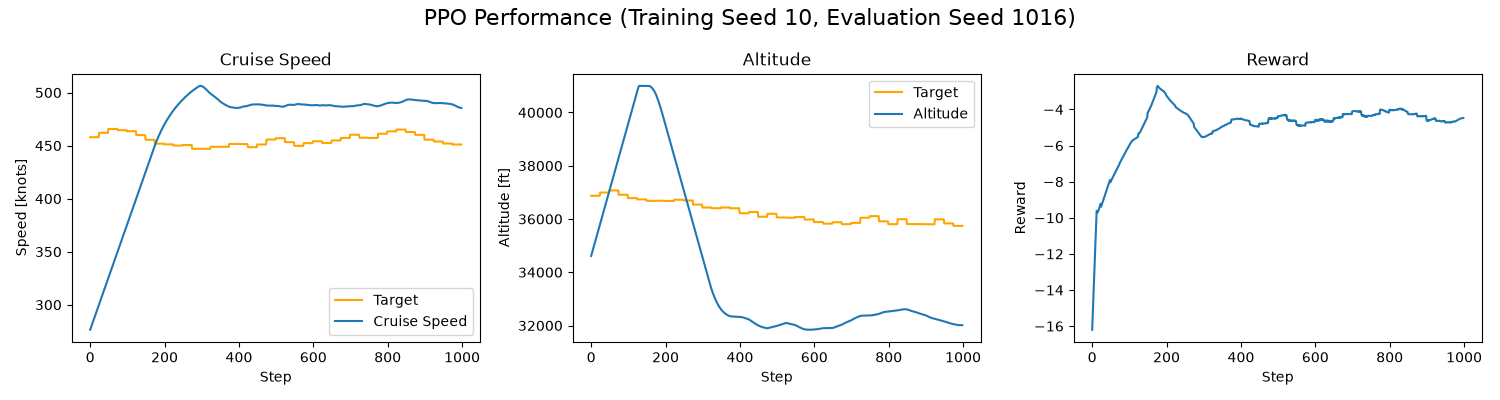 PPO Performance (Training Seed 10, Evaluation Seed 1016)
Cruise Speed
Speed [knots]
500
450
400
350
300
Target
Cruise Speed
0 200 400 600 800 1000
Step
Altitude
Altitude [ft]
40000
38000
36000
34000
32000
Target
Altitude
0 200 400 600 800 1000
Step
Reward
Reward
−4
−6
−8
−10
−12
−14
−16
0 200 400 600 800 1000
Step